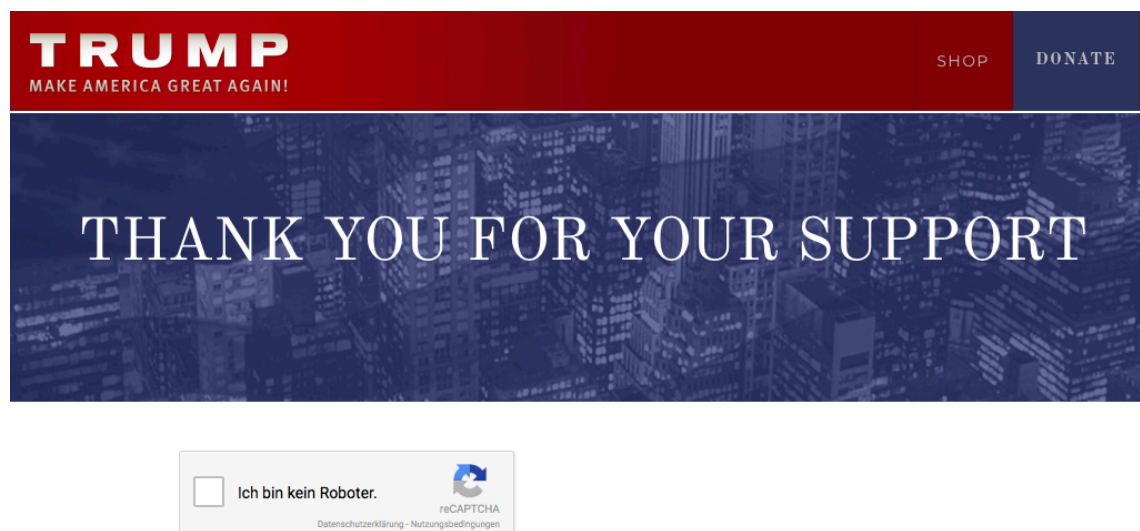 TRUMP
MAKE AMERICA GREAT AGAIN!
SHOP
DONATE
THANK YOU FOR YOUR SUPPORT
Ich bin kein Roboter.
reCAPTCHA
Datenschutzerklärung - Nutzungsbedingungen